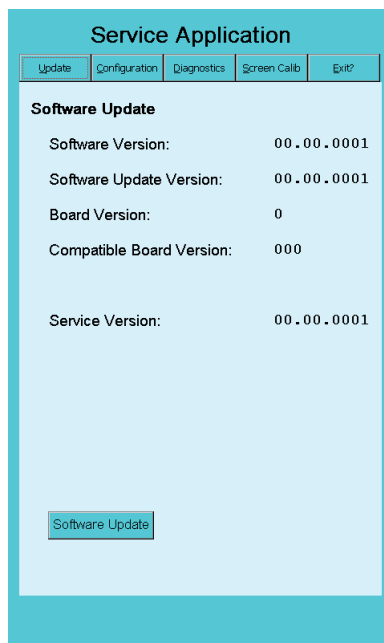 Service Application
Update Configuration Diagnostics Screen Calib Exit?
Software Update
Software Version: 00.00.0001
Software Update Version: 00.00.0001
Board Version: 0
Compatible Board Version: 000
Service Version: 00.00.0001
Software Update